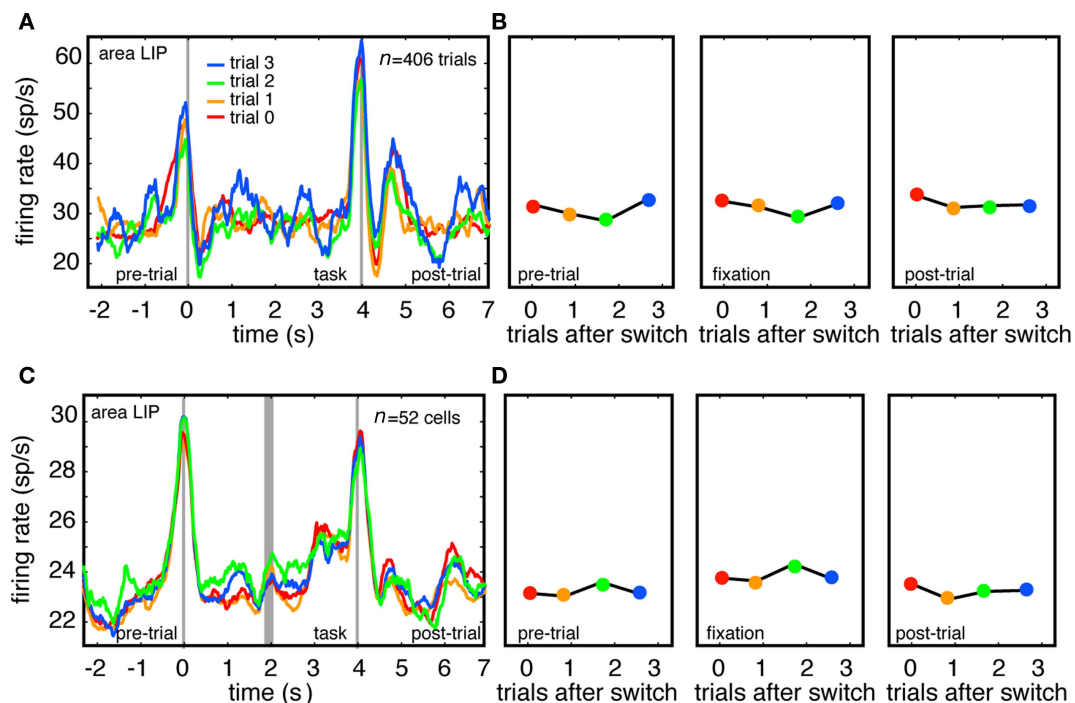 A
area LIP
n=406 trials
trial 3
trial 2
trial 1
trial 0
60
50
40
30
20
firing rate (sp/s)
pre-trial
task
post-trial
-2 -1 0 1 2 3 4 5 6 7
time (s)
B
pre-trial
0 1 2 3
trials after switch
fixation
0 1 2 3
trials after switch
post-trial
0 1 2 3
trials after switch
C
area LIP
n=52 cells
30
28
26
24
22
firing rate (sp/s)
pre-trial
task
post-trial
-2 -1 0 1 2 3 4 5 6 7
time (s)
D
pre-trial
0 1 2 3
trials after switch
fixation
0 1 2 3
trials after switch
post-trial
0 1 2 3
trials after switch